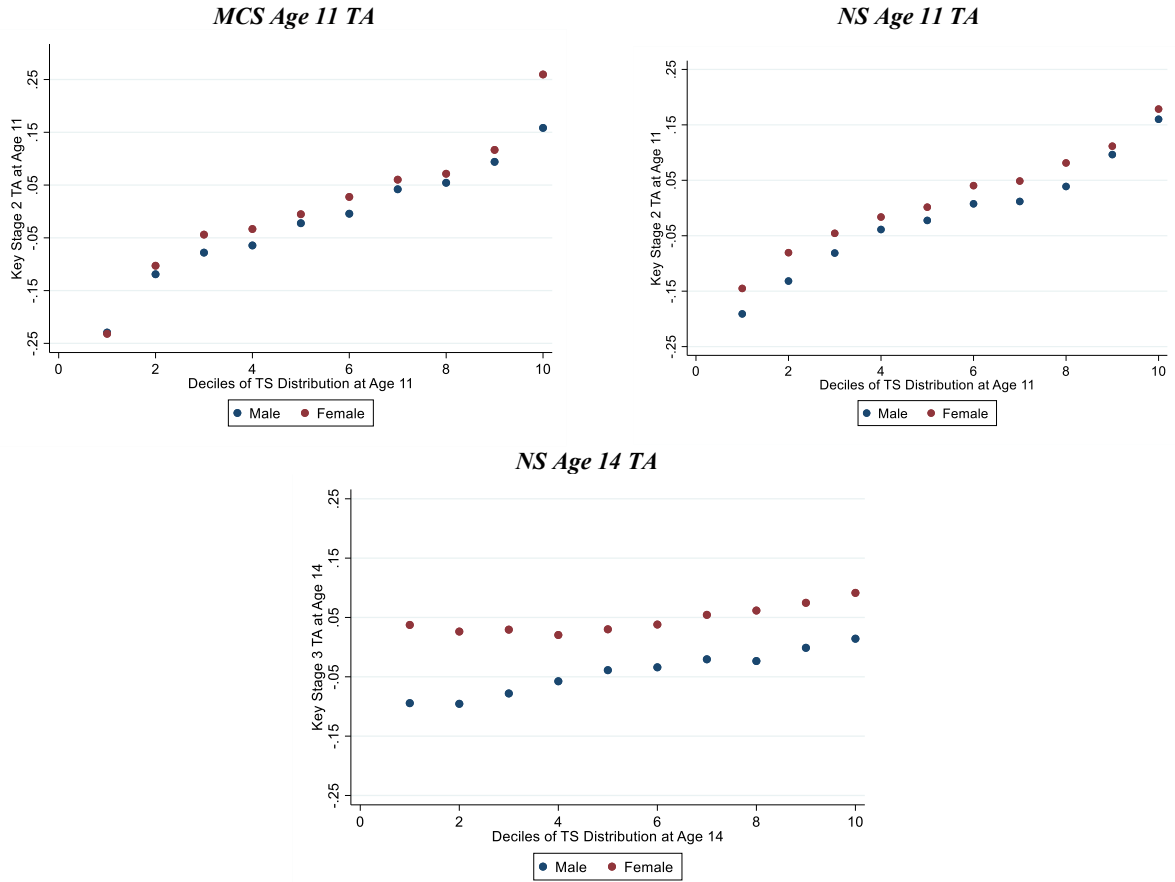 MCS Age 11 TA
Key Stage 2 TA at Age 11
.25
.15
.05
-.05
-.15
-.25
0 2 4 6 8 10
Deciles of TS Distribution at Age 11
Male Female
NS Age 11 TA
Key Stage 2 TA at Age 11
.25
.15
.05
-.05
-.15
-.25
0 2 4 6 8 10
Deciles of TS Distribution at Age 11
Male Female
NS Age 14 TA
Key Stage 3 TA at Age 14
.25
.15
.05
-.05
-.15
-.25
0 2 4 6 8 10
Deciles of TS Distribution at Age 14
Male Female